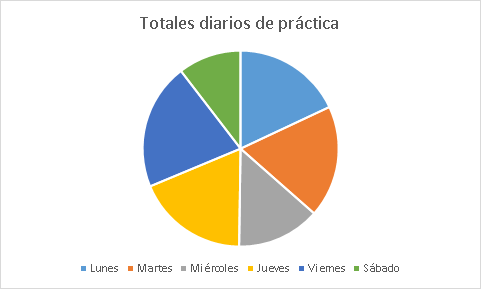 Totales diarios de práctica
Lunes Martes Miércoles Jueves Viernes Sábado